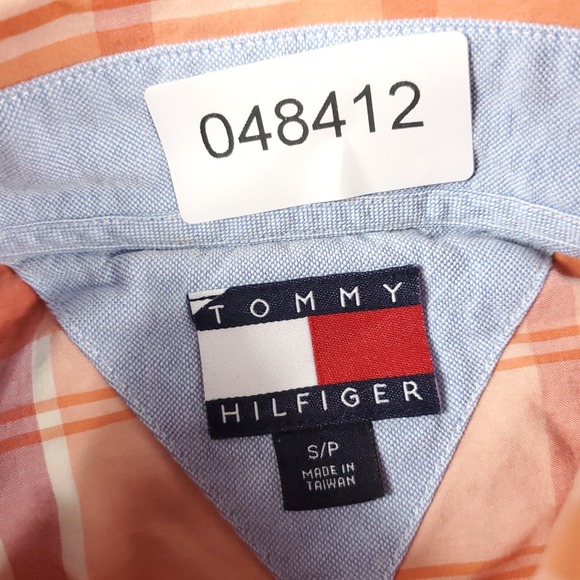 048412
TOMMY
HILFIGER
S/P
MADE IN
TAIWAN